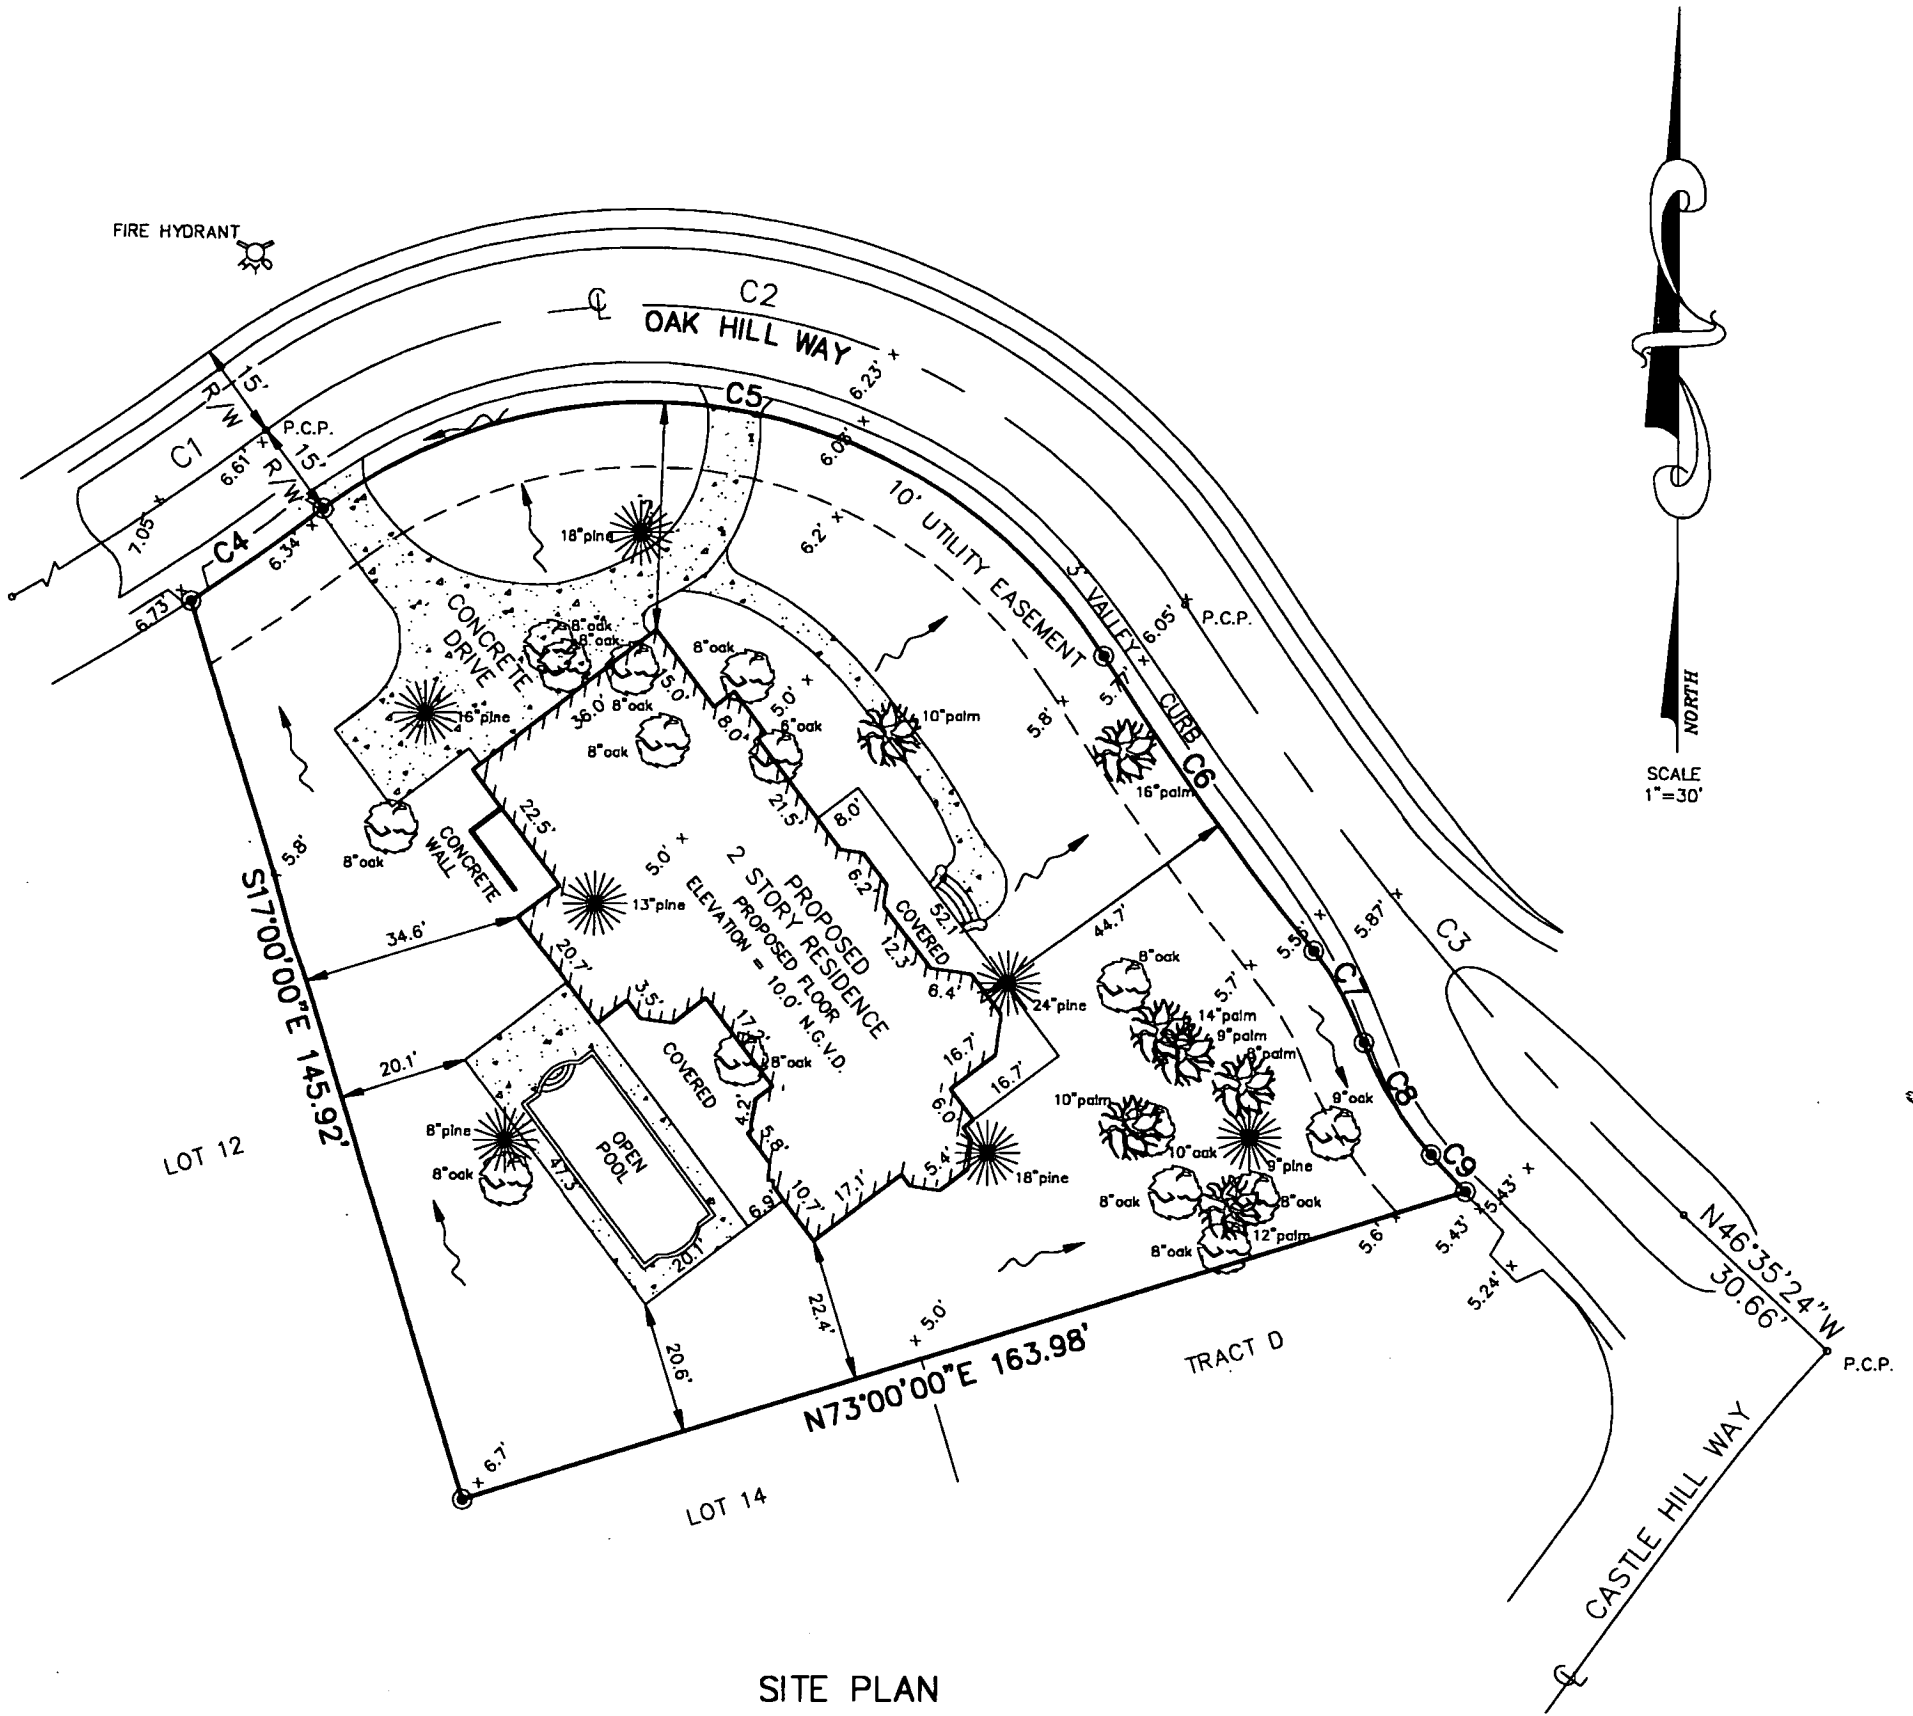 FIRE HYDRANT
C2
C
L
OAK HILL WAY
15'
R/W
P.C.P.
C1
6.61'
15'
R/W
7.05'
C4
6.34'
6.73'
C5
6.23'
6.2'
10' UTILITY EASEMENT
5' VALLEY CURB
6.05'
P.C.P.
NORTH
SCALE
1"=30'
18"pine
CONCRETE
DRIVE
8"oak
8"oak
8"oak
8"oak
8"oak
6"oak
16"pine
36.0'
15.0'
8.0'
5.0'
10"palm
5.8'
16"palm
C6
21.5'
8.0'
22.5'
CONCRETE
WALL
8"oak
5.8'
5.0'
13"pine
PROPOSED
2 STORY RESIDENCE
PROPOSED FLOOR
ELEVATION = 10.0' N.G.V.D.
6.2'
COVERED
12.3'
52.1'
44.7'
5.87'
C3
C7
S17°00'00"E 145.92'
34.6'
20.7'
3.5'
17.2'
8"oak
24"pine
8"oak
5.7'
14"palm
9"palm
8"palm
20.1'
COVERED
4.2'
5.8'
16.7'
16.7'
6.0'
5.4'
10"palm
10"oak
9"pine
9"oak
C8
C9
LOT 12
8"pine
8"oak
OPEN
POOL
47.3'
6.9'
10.7'
17.1'
20.1'
18"pine
8"oak
8"oak
12"palm
8"oak
5.43'
5.43'
5.6'
5.24'
N46°35'24"W
30.66'
P.C.P.
22.4'
20.6'
5.0'
N73°00'00"E 163.98'
TRACT D
6.7'
LOT 14
CASTLE HILL WAY
C
L
SITE PLAN